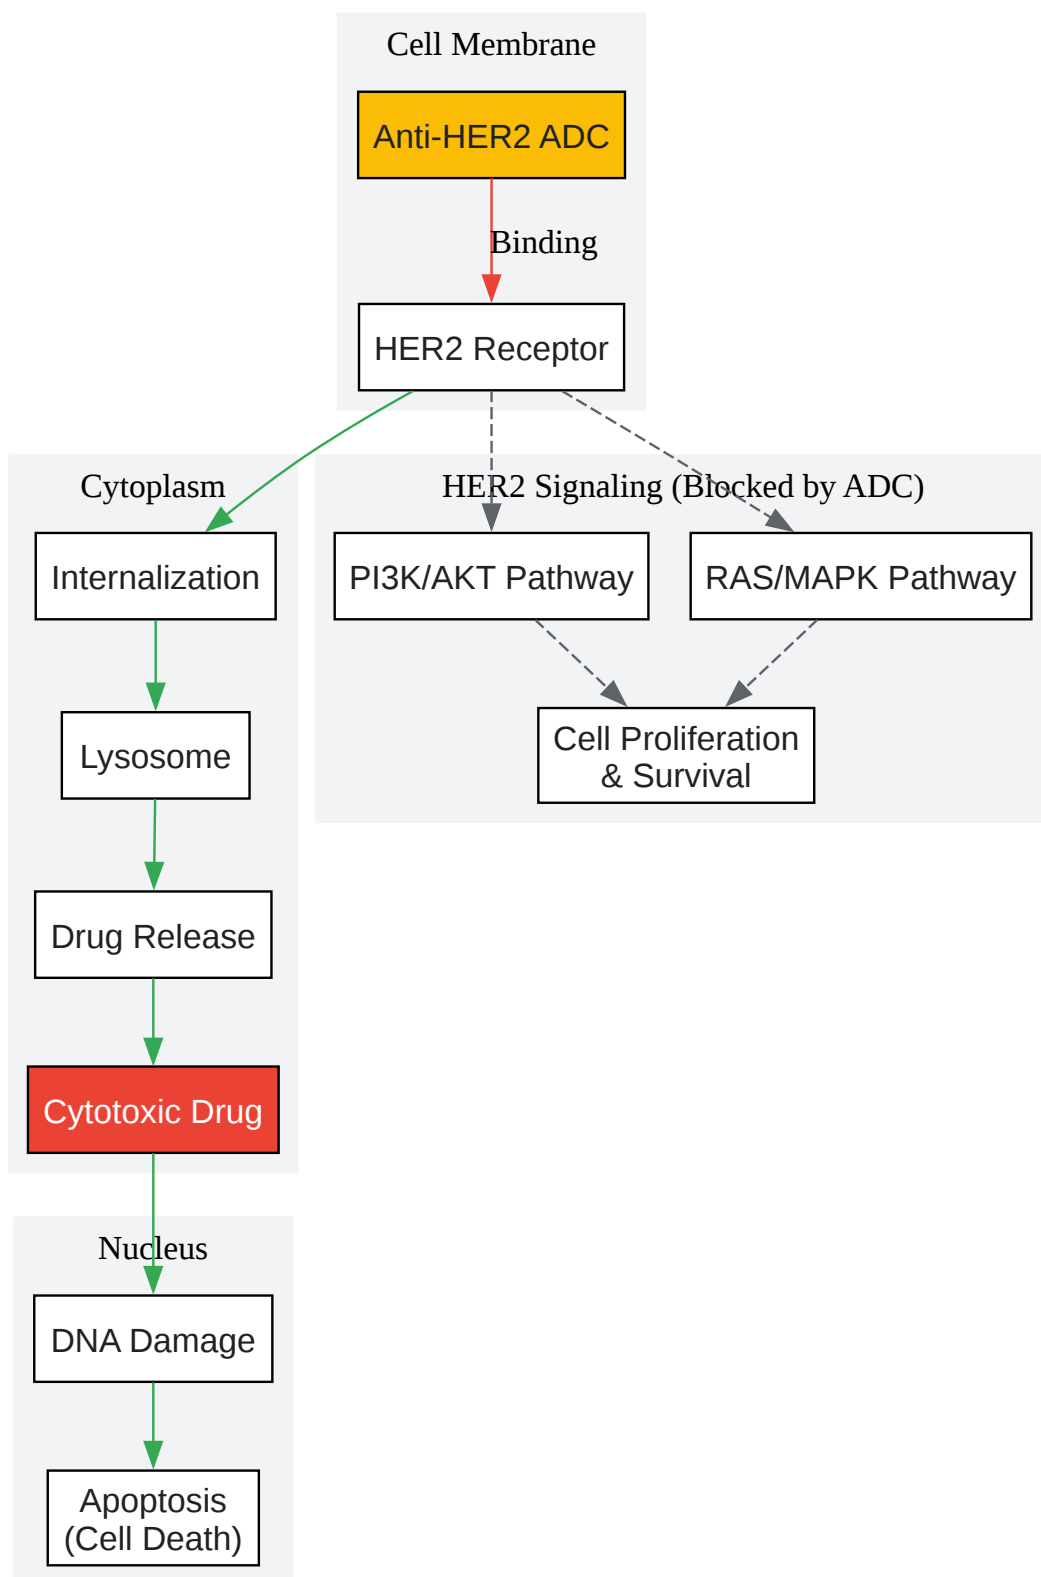 Cell Membrane
Anti-HER2 ADC
Binding
HER2 Receptor
Cytoplasm
HER2 Signaling (Blocked by ADC)
Internalization
PI3K/AKT Pathway
RAS/MAPK Pathway
Lysosome
Cell Proliferation
& Survival
Drug Release
Cytotoxic Drug
Nucleus
DNA Damage
Apoptosis
(Cell Death)